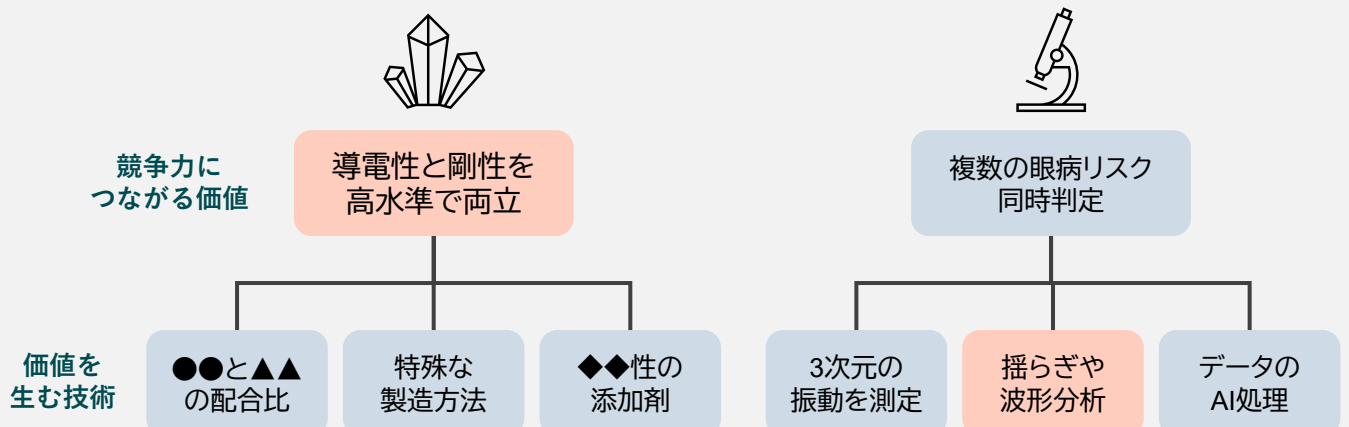 競争力に
つながる価値
導電性と剛性を
高水準で両立
複数の眼病リスク
同時判定
価値を
生む技術
●●と▲▲
の配合比
特殊な
製造方法
◆◆性の
添加剤
3次元の
振動を測定
揺らぎや
波形分析
データの
AI処理